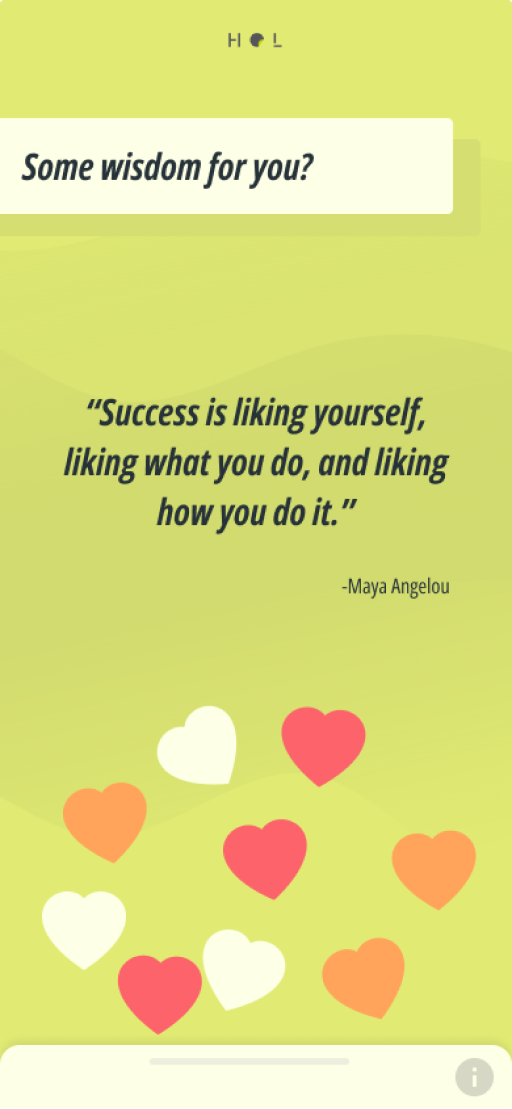 H L
Some wisdom for you?
“Success is liking yourself,
liking what you do, and liking
how you do it.”
-Maya Angelou
i